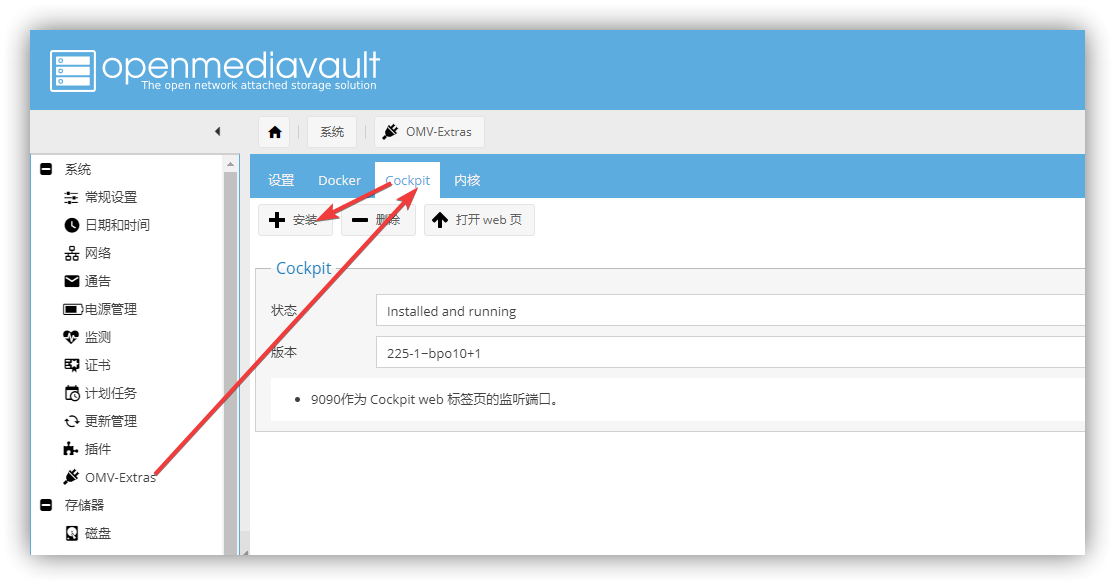 openmediavault
The open network attached storage solution
系统
OMV-Extras
系统
常规设置
日期和时间
网络
通告
电源管理
监测
证书
计划任务
更新管理
插件
OMV-Extras
存储器
磁盘
设置
Docker
Cockpit
内核
安装
删除
打开 web 页
Cockpit
状态
Installed and running
版本
225-1~bpo10+1
9090作为 Cockpit web 标签页的监听端口。